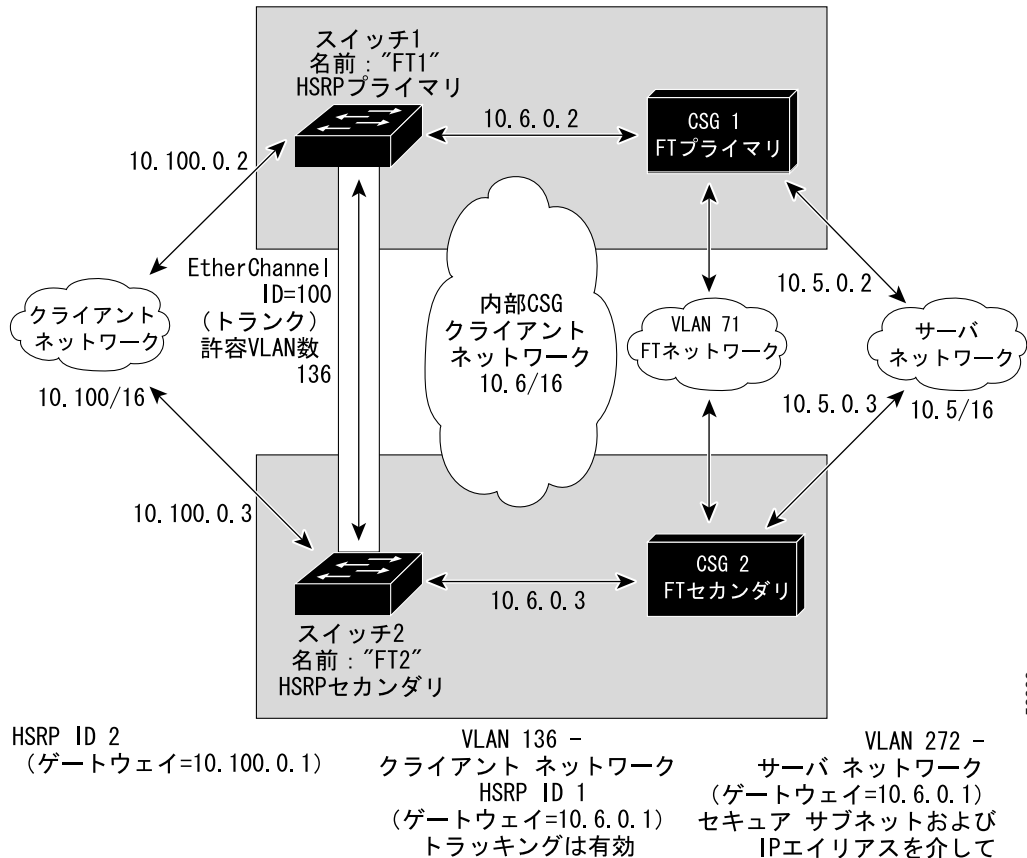 スイッチ1
名前："FT1"
HSRPプライマリ
10.6.0.2
CSG 1
FTプライマリ
10.100.0.2
EtherChannel
ID=100
（トランク）
許容VLAN数
136
クライアント
ネットワーク
10.100/16
内部CSG
クライアント
ネットワーク
10.6/16
VLAN 71
FTネットワーク
10.5.0.2
サーバ
ネットワーク
10.5/16
10.5.0.3
10.100.0.3
CSG 2
FTセカンダリ
10.6.0.3
スイッチ2
名前："FT2"
HSRPセカンダリ
HSRP ID 2
（ゲートウェイ=10.100.0.1）
VLAN 136 −
クライアント ネットワーク
HSRP ID 1
（ゲートウェイ=10.6.0.1）
トラッキングは有効
VLAN 272 −
サーバ ネットワーク
（ゲートウェイ=10.6.0.1）
セキュア サブネットおよび
IPエイリアスを介して